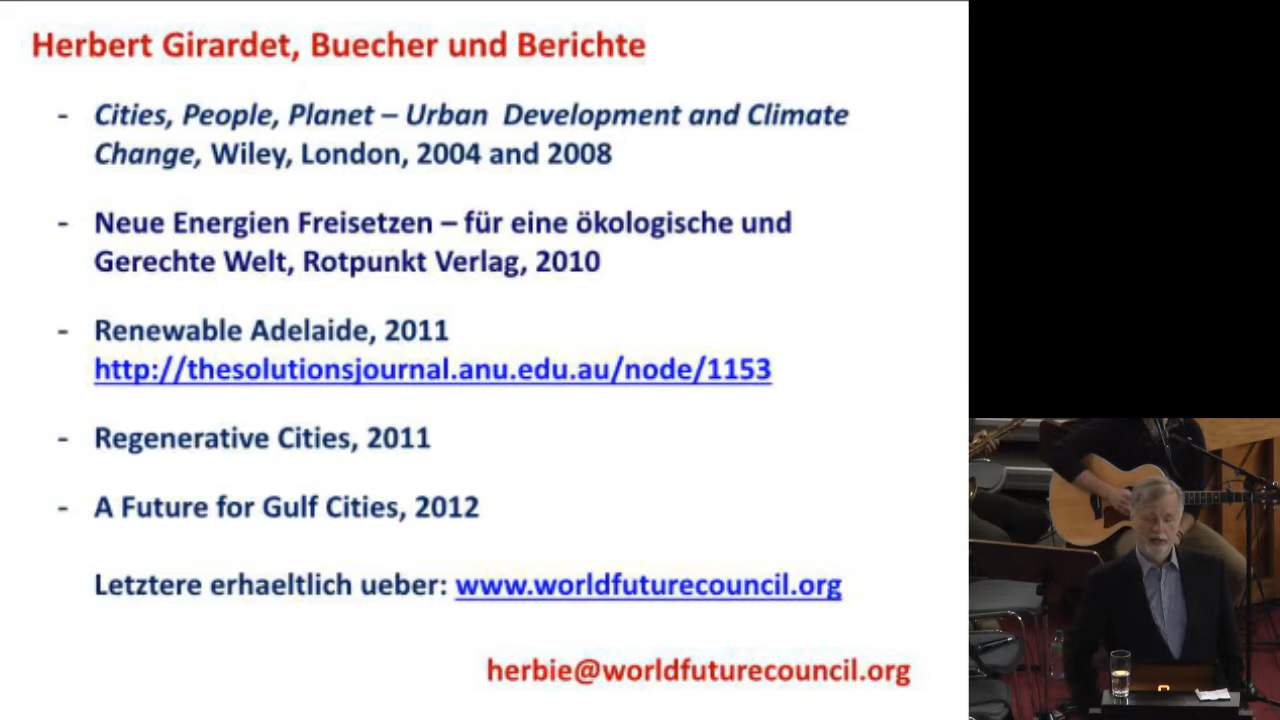 Herbert Girardet, Buecher und Berichte
- Cities, People, Planet – Urban Development and Climate
Change, Wiley, London, 2004 and 2008
- Neue Energien Freisetzen – für eine ökologische und
Gerechte Welt, Rotpunkt Verlag, 2010
- Renewable Adelaide, 2011
http://thesolutionsjournal.anu.edu.au/node/1153
- Regenerative Cities, 2011
- A Future for Gulf Cities, 2012
Letztere erhaeltlich ueber: www.worldfuturecouncil.org
herbie@worldfuturecouncil.org